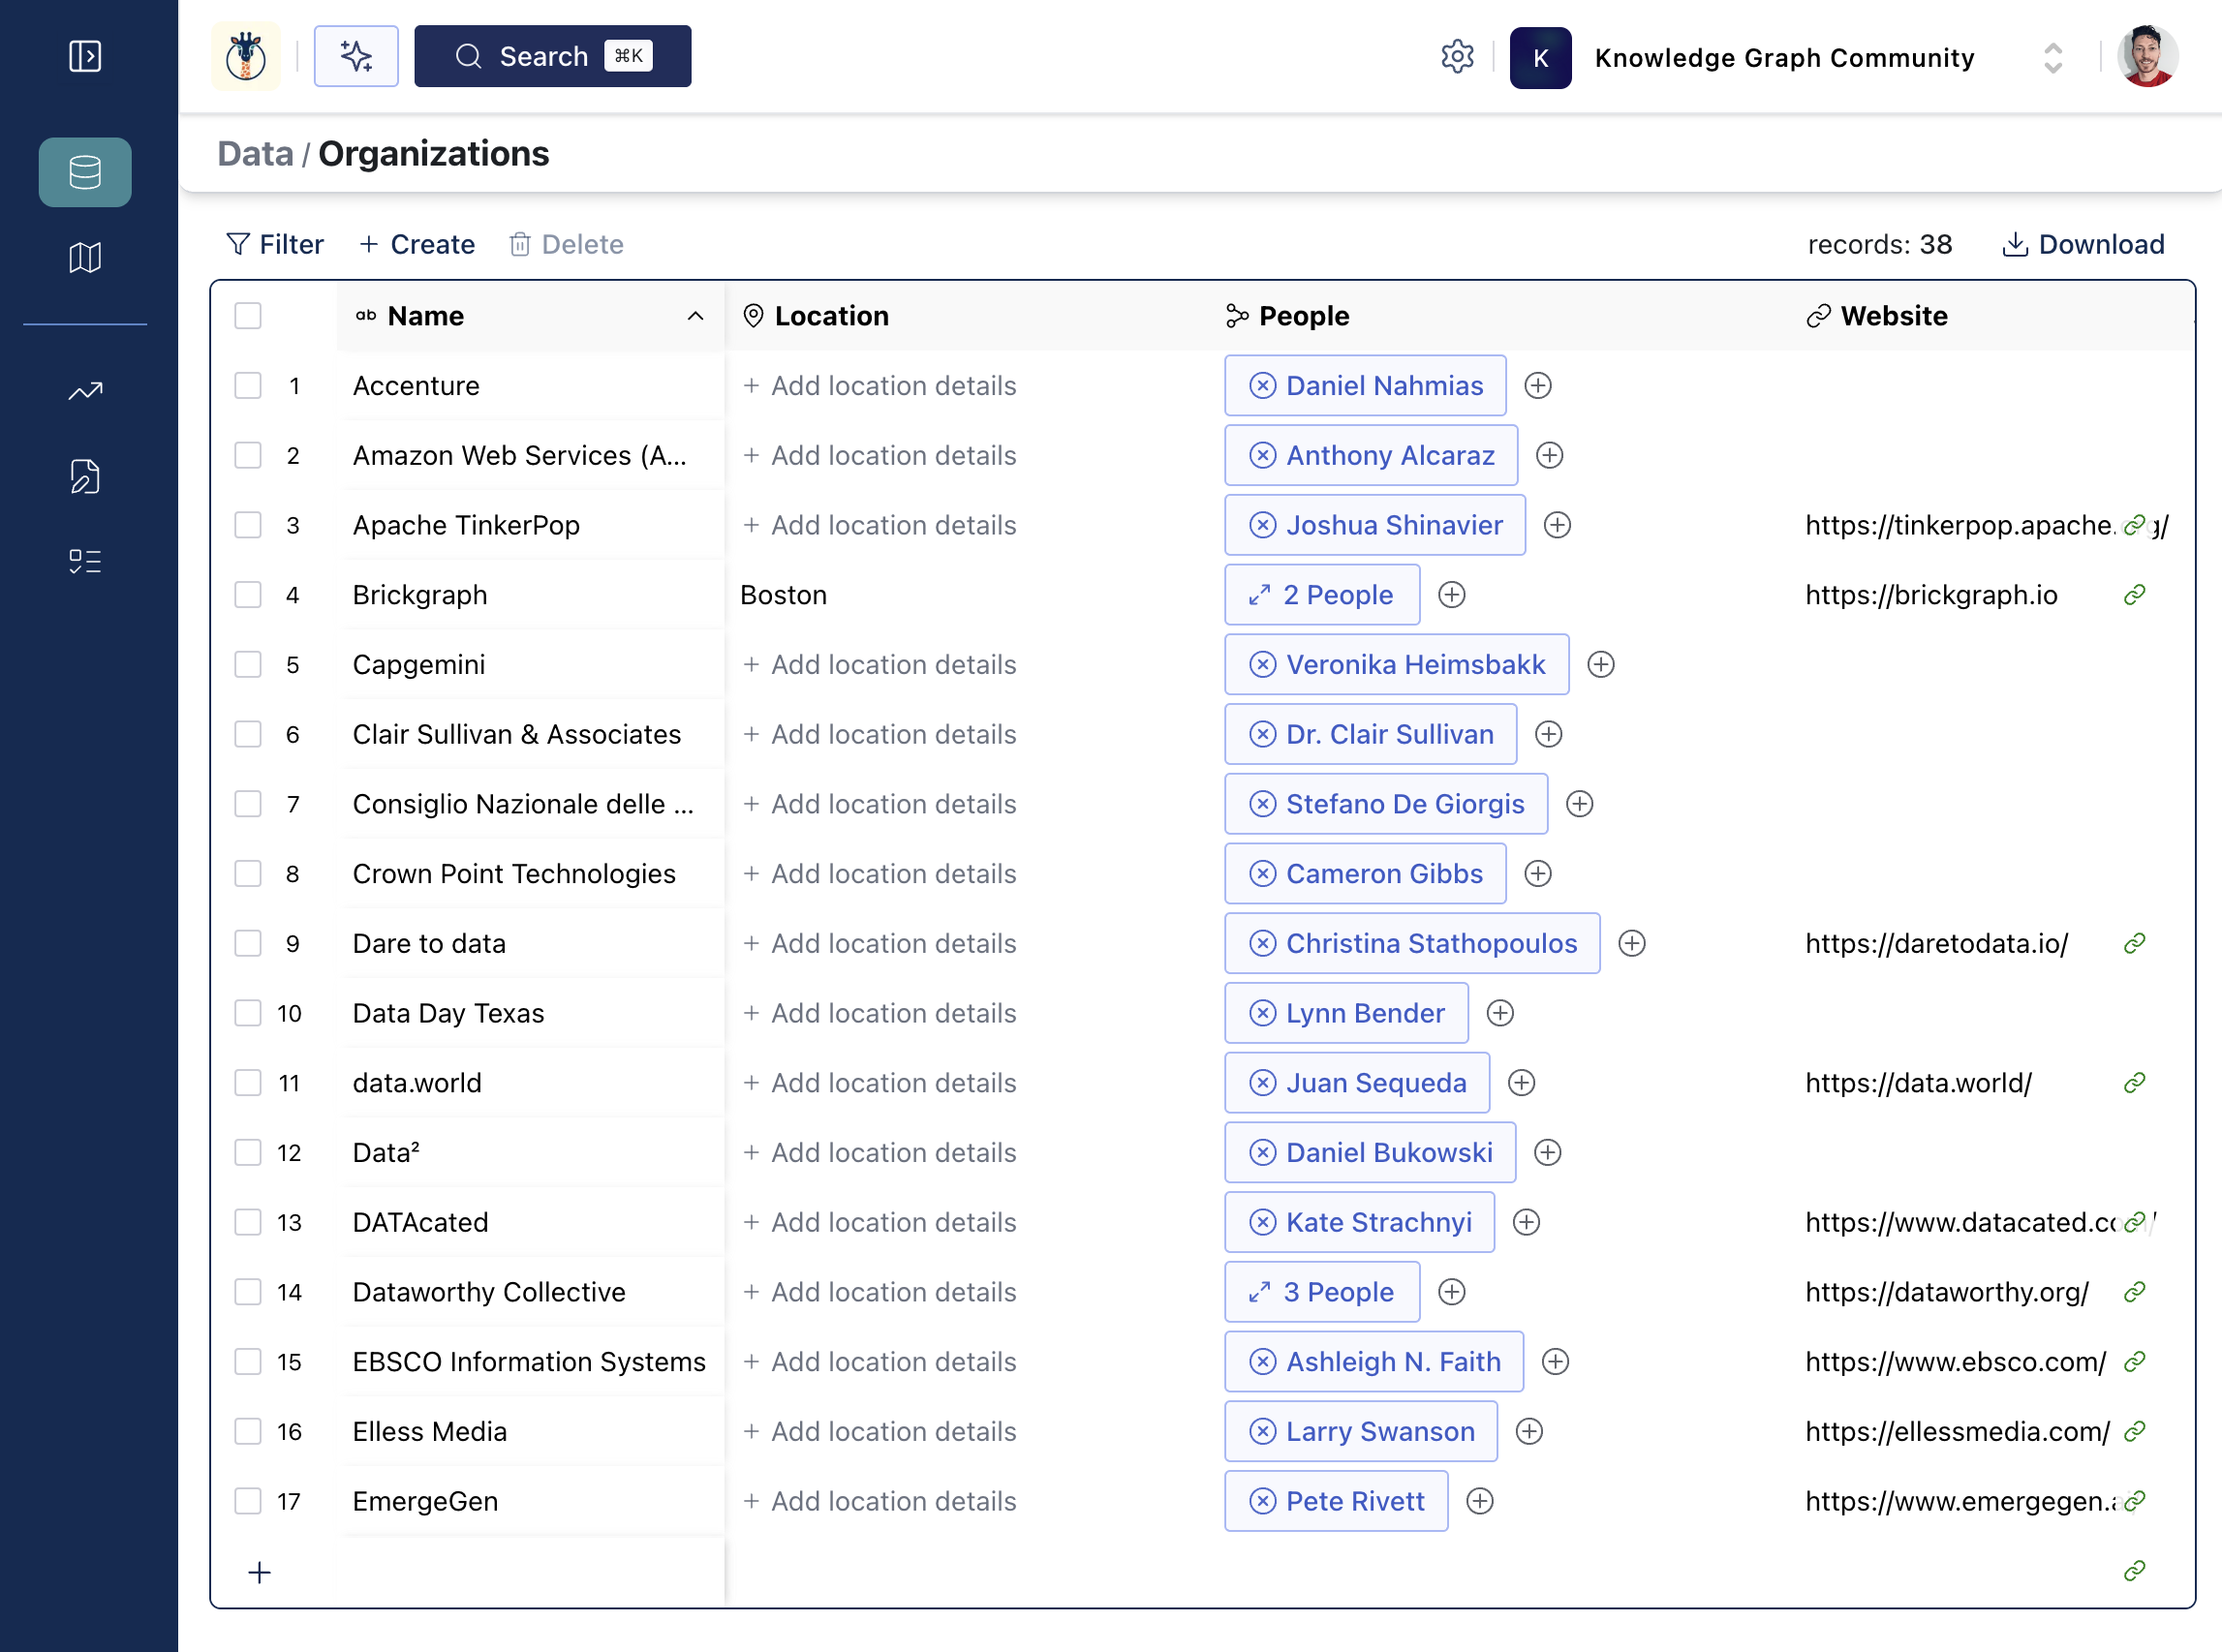 Search ⌘K
K Knowledge Graph Community
Data / Organizations
Filter + Create Delete records: 38 Download
ab Name Location People Website
1 Accenture + Add location details Daniel Nahmias
2 Amazon Web Services (A... + Add location details Anthony Alcaraz
3 Apache TinkerPop + Add location details Joshua Shinavier https://tinkerpop.apache.org/
4 Brickgraph Boston 2 People https://brickgraph.io
5 Capgemini + Add location details Veronika Heimsbakk
6 Clair Sullivan & Associates + Add location details Dr. Clair Sullivan
7 Consiglio Nazionale delle ... + Add location details Stefano De Giorgis
8 Crown Point Technologies + Add location details Cameron Gibbs
9 Dare to data + Add location details Christina Stathopoulos https://daretodata.io/
10 Data Day Texas + Add location details Lynn Bender
11 data.world + Add location details Juan Sequeda https://data.world/
12 Data² + Add location details Daniel Bukowski
13 DATAcated + Add location details Kate Strachnyi https://www.datacated.com/
14 Dataworthy Collective + Add location details 3 People https://dataworthy.org/
15 EBSCO Information Systems + Add location details Ashleigh N. Faith https://www.ebsco.com/
16 Elless Media + Add location details Larry Swanson https://ellessmedia.com/
17 EmergeGen + Add location details Pete Rivett https://www.emergegen.ai/
+